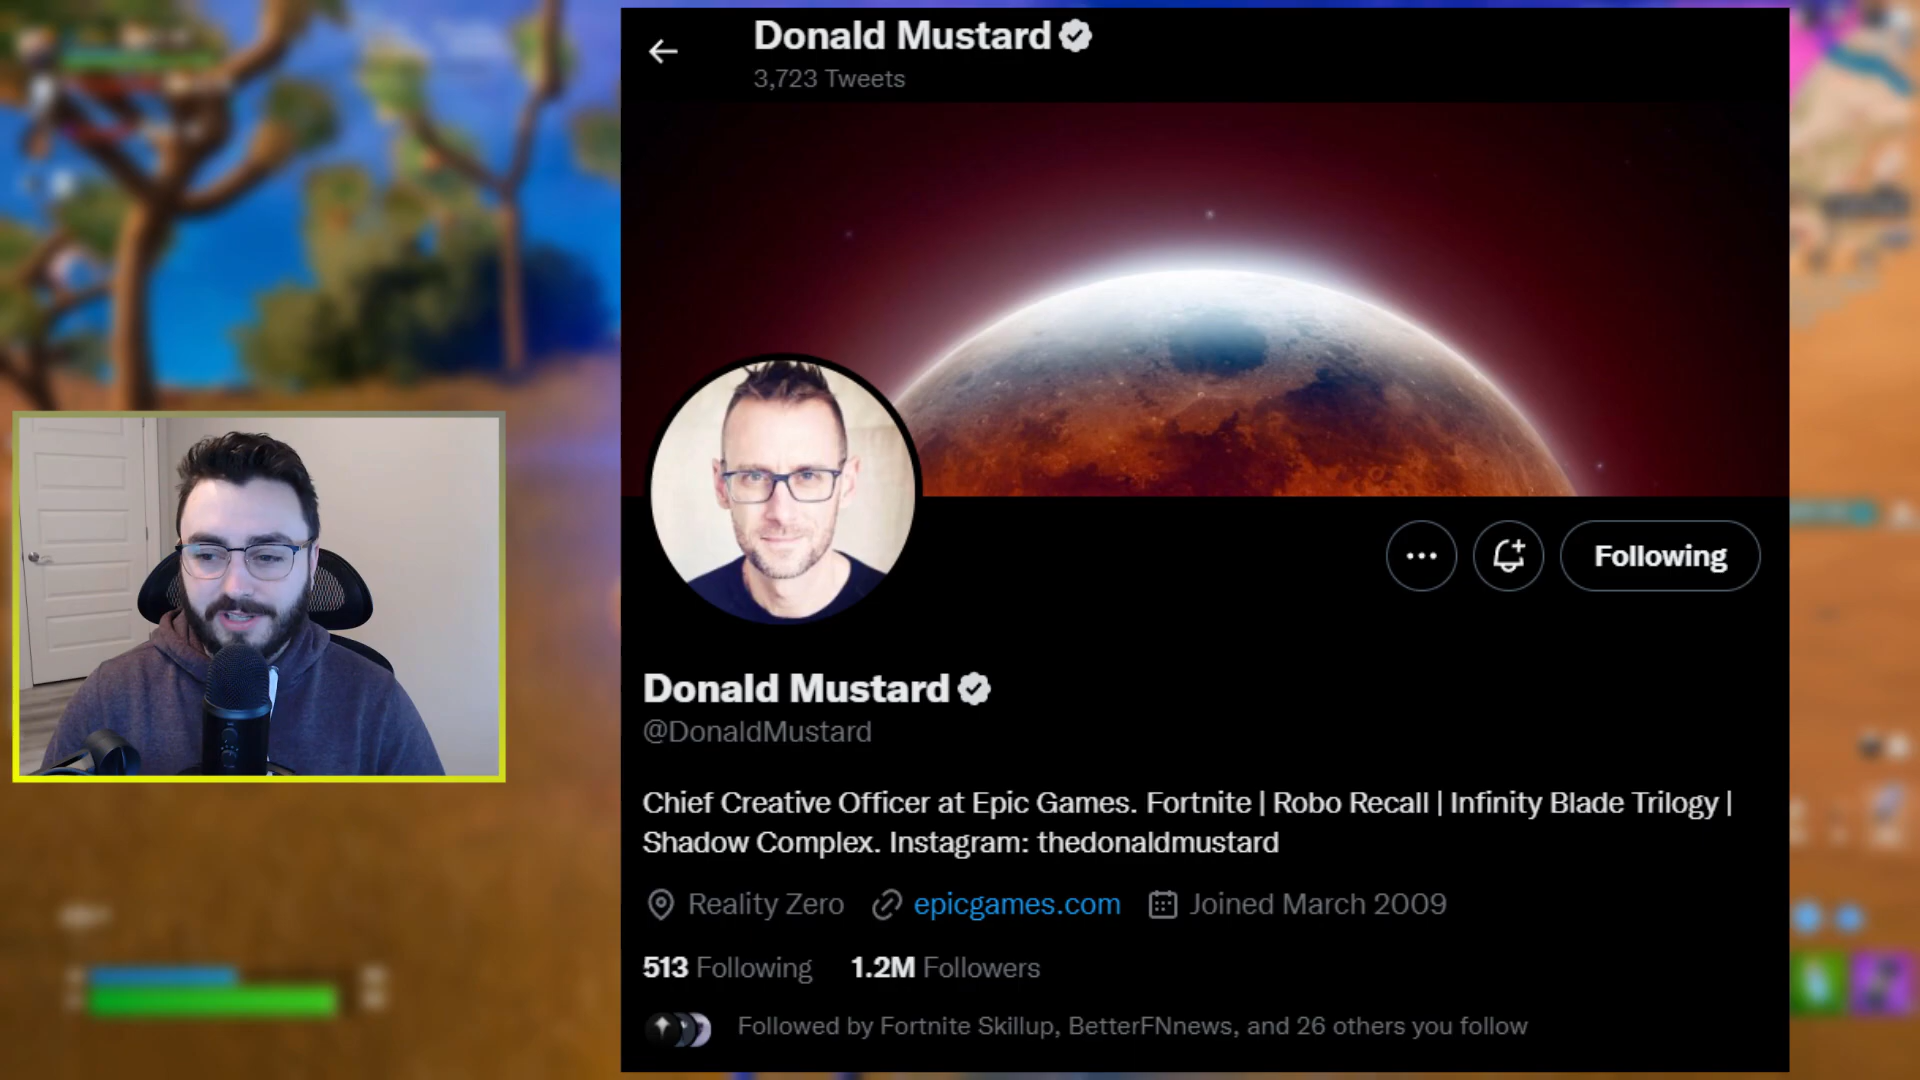 Donald Mustard
3,723 Tweets
Following
Donald Mustard
@DonaldMustard
Chief Creative Officer at Epic Games. Fortnite | Robo Recall | Infinity Blade Trilogy |
Shadow Complex. Instagram: thedonaldmustard
Reality Zero epicgames.com Joined March 2009
513 Following 1.2M Followers
Followed by Fortnite Skillup, BetterFNnews, and 26 others you follow